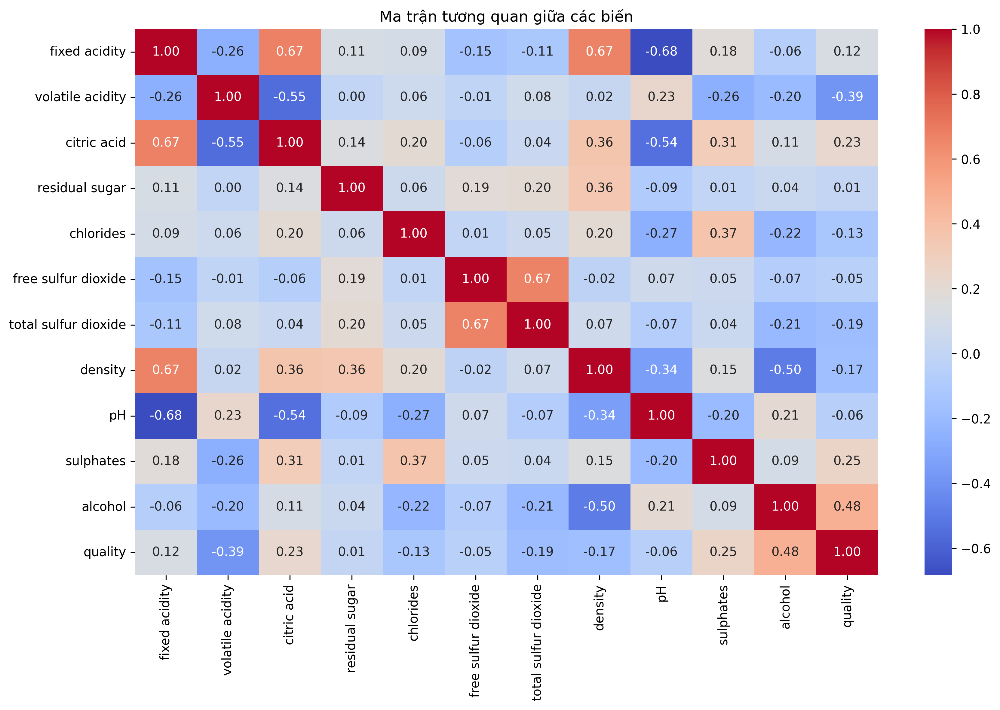 Ma trận tương quan giữa các biến
fixed acidity 1.00 -0.26 0.67 0.11 0.09 -0.15 -0.11 0.67 -0.68 0.18 -0.06 0.12
volatile acidity -0.26 1.00 -0.55 0.00 0.06 -0.01 0.08 0.02 0.23 -0.26 -0.20 -0.39
citric acid 0.67 -0.55 1.00 0.14 0.20 -0.06 0.04 0.36 -0.54 0.31 0.11 0.23
residual sugar 0.11 0.00 0.14 1.00 0.06 0.19 0.20 0.36 -0.09 0.01 0.04 0.01
chlorides 0.09 0.06 0.20 0.06 1.00 0.01 0.05 0.20 -0.27 0.37 -0.22 -0.13
free sulfur dioxide -0.15 -0.01 -0.06 0.19 0.01 1.00 0.67 -0.02 0.07 0.05 -0.07 -0.05
total sulfur dioxide -0.11 0.08 0.04 0.20 0.05 0.67 1.00 0.07 -0.07 0.04 -0.21 -0.19
density 0.67 0.02 0.36 0.36 0.20 -0.02 0.07 1.00 -0.34 0.15 -0.50 -0.17
pH -0.68 0.23 -0.54 -0.09 -0.27 0.07 -0.07 -0.34 1.00 -0.20 0.21 -0.06
sulphates 0.18 -0.26 0.31 0.01 0.37 0.05 0.04 0.15 -0.20 1.00 0.09 0.25
alcohol -0.06 -0.20 0.11 0.04 -0.22 -0.07 -0.21 -0.50 0.21 0.09 1.00 0.48
quality 0.12 -0.39 0.23 0.01 -0.13 -0.05 -0.19 -0.17 -0.06 0.25 0.48 1.00
fixed acidity
volatile acidity
citric acid
residual sugar
chlorides
free sulfur dioxide
total sulfur dioxide
density
pH
sulphates
alcohol
quality
1.0
0.8
0.6
0.4
0.2
0.0
−0.2
−0.4
−0.6